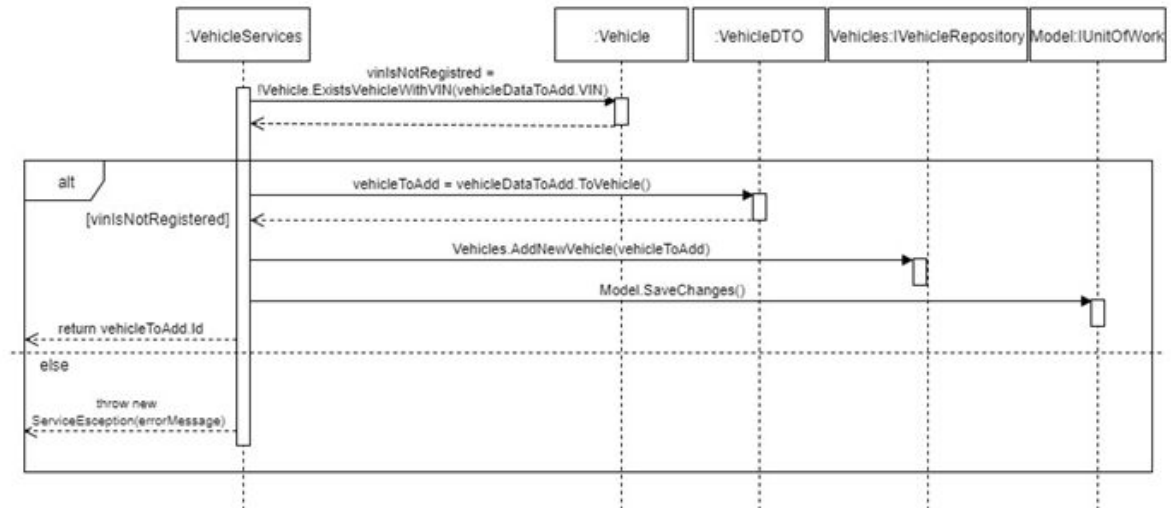 :VehicleServices
:Vehicle
:VehicleDTO
Vehicles:IVehicleRepository
Model:IUnitOfWork
vinIsNotRegistred =
!Vehicle.ExistsVehicleWithVIN(vehicleDataToAdd.VIN)
alt
vehicleToAdd = vehicleDataToAdd.ToVehicle()
[vinIsNotRegistered]
Vehicles.AddNewVehicle(vehicleToAdd)
Model.SaveChanges()
return vehicleToAdd.Id
else
throw new
ServiceException(errorMessage)